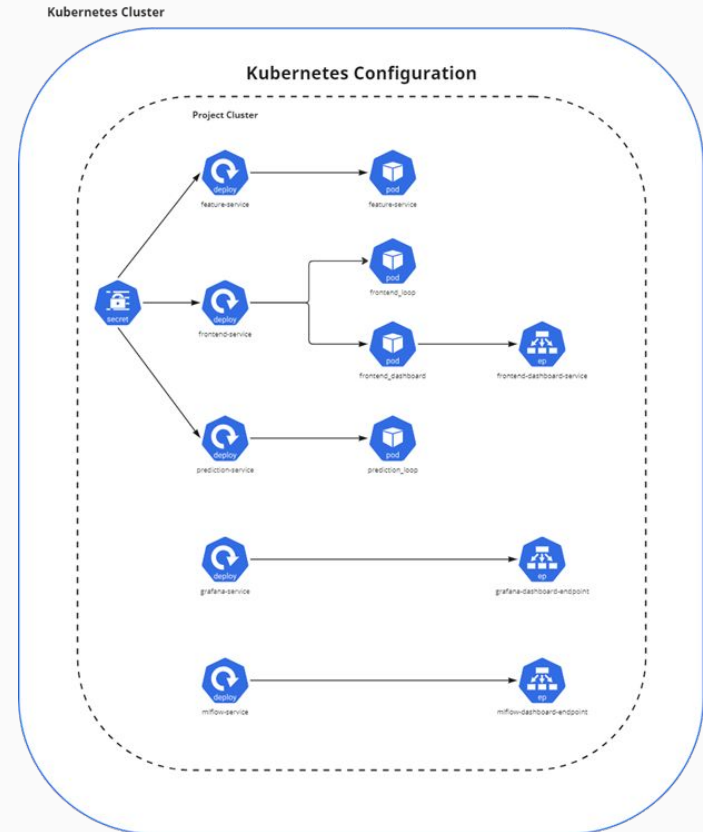 Kubernetes Cluster
Kubernetes Configuration
Project Cluster
deploy
feature-service
pod
feature-service
pod
frontend_loop
secret
deploy
frontend-service
pod
frontend_dashboard
ep
frontend-dashboard-service
deploy
prediction-service
pod
prediction_loop
deploy
grafana-service
ep
grafana-dashboard-endpoint
deploy
mlflow-service
ep
mlflow-dashboard-endpoint